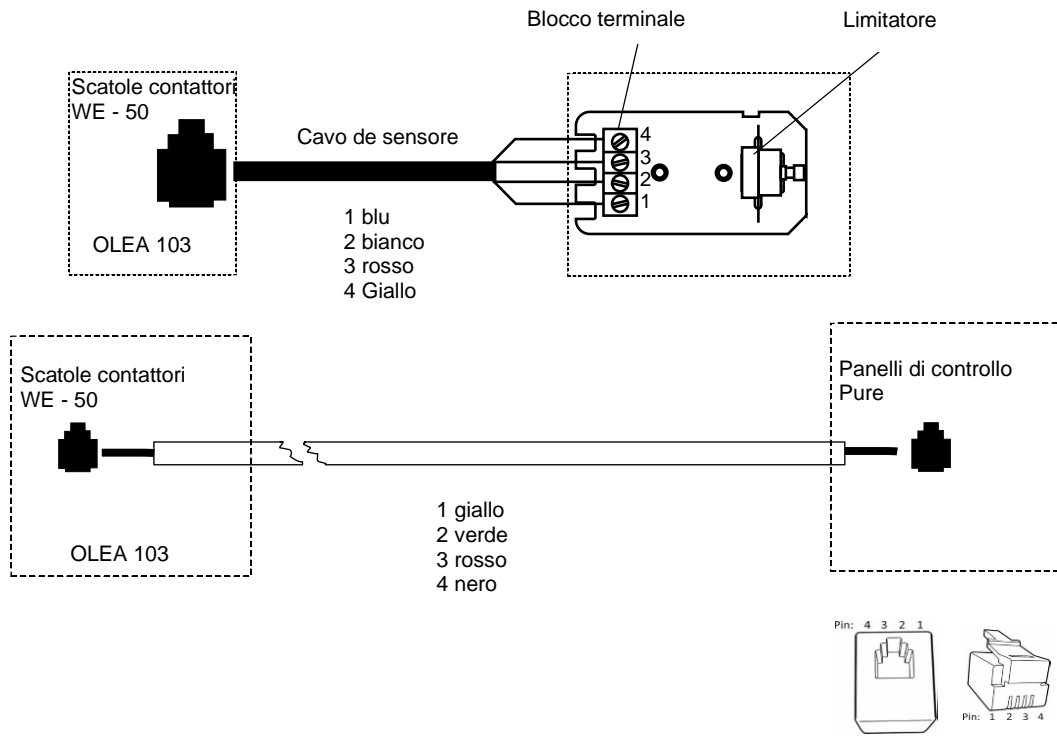 Blocco terminale
Limitatore
Scatole contattori
WE - 50
Cavo de sensore
OLEA 103
4
3
2
1
1 blu
2 bianco
3 rosso
4 Giallo
Scatole contattori
WE - 50
OLEA 103
Panelli di controllo
Pure
1 giallo
2 verde
3 rosso
4 nero
Pin: 4 3 2 1
Pin: 1 2 3 4